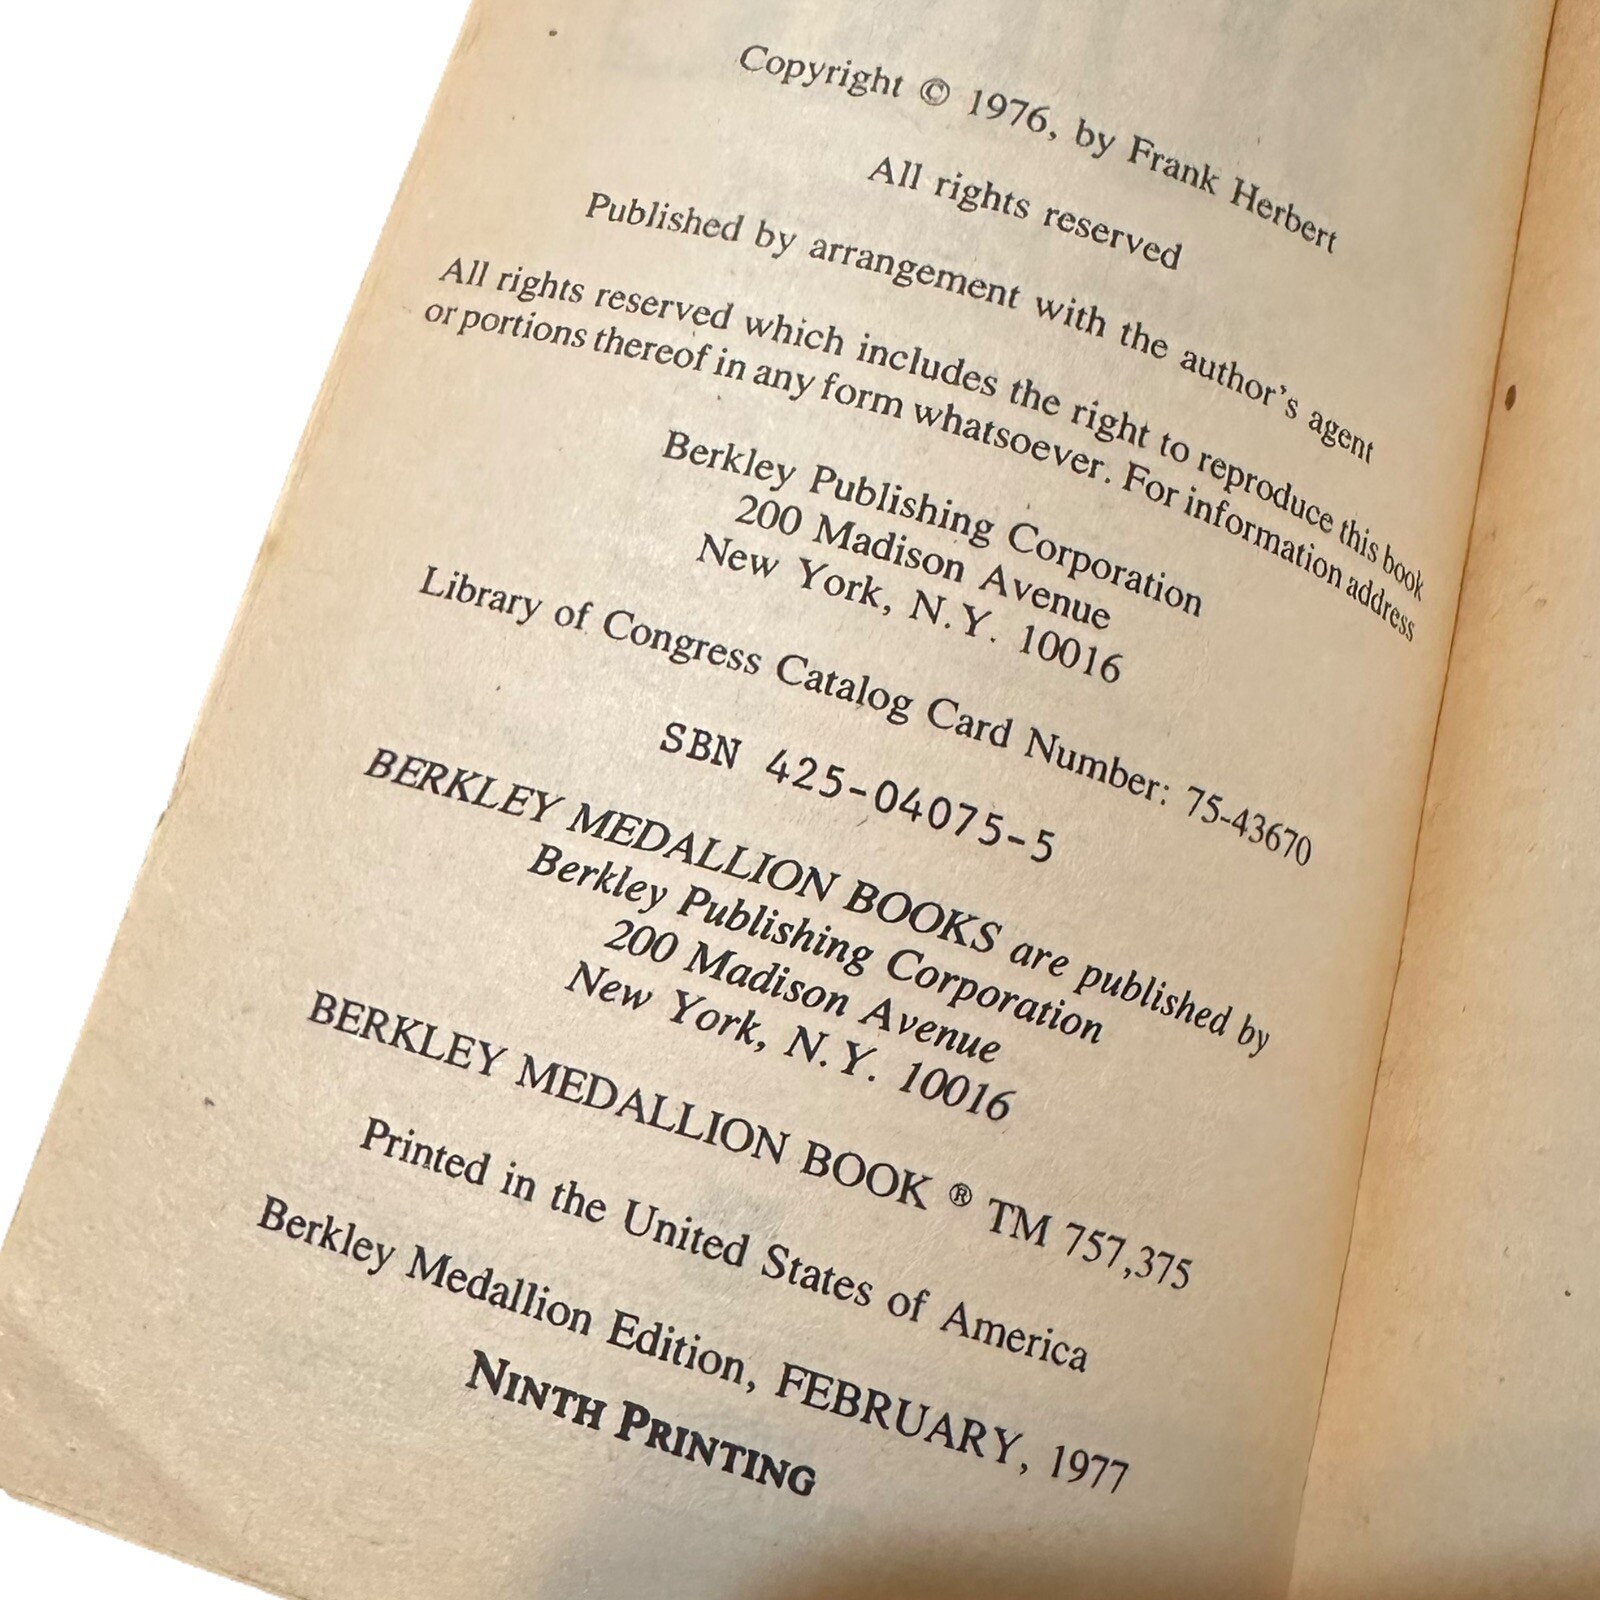 Copyright © 1976, by Frank Herbert
All rights reserved
Published by arrangement with the author's agent
All rights reserved which includes the right to reproduce this book
or portions thereof in any form whatsoever. For information address
Berkley Publishing Corporation
200 Madison Avenue
New York, N.Y. 10016
Library of Congress Catalog Card Number: 75-43670
SBN 425-04075-5
BERKLEY MEDALLION BOOKS are published by
Berkley Publishing Corporation
200 Madison Avenue
New York, N.Y. 10016
BERKLEY MEDALLION BOOK ® TM 757,375
Printed in the United States of America
Berkley Medallion Edition, FEBRUARY, 1977
NINTH PRINTING